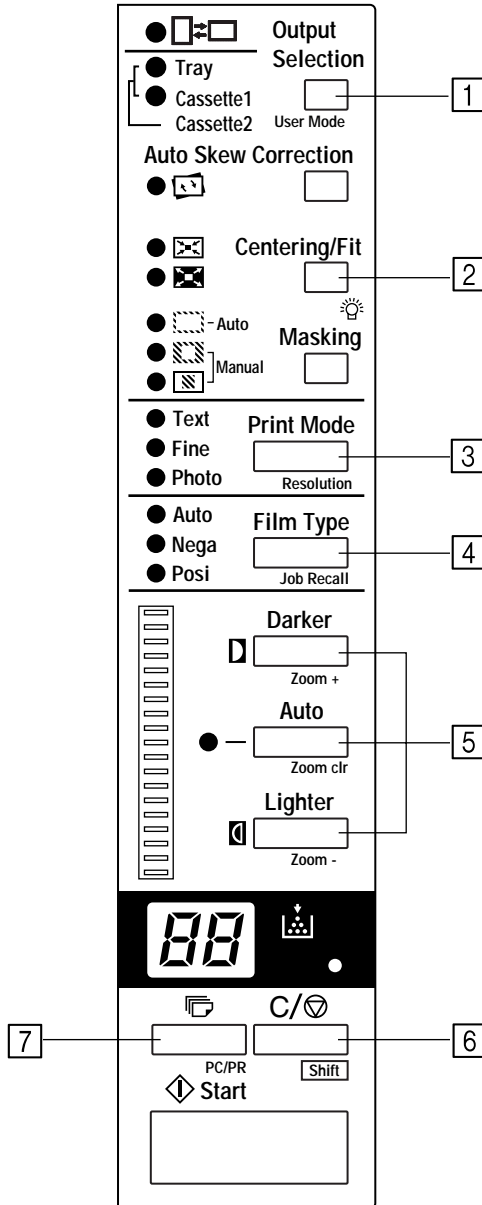 Output
Selection
Tray
Cassette1
Cassette2
User Mode
1
Auto Skew Correction
Centering/Fit
2
Auto
Masking
Manual
Text
Fine
Photo
Print Mode
Resolution
3
Auto
Nega
Posi
Film Type
Job Recall
4
Darker
Zoom +
Auto
Zoom clr
5
Lighter
Zoom -
88
C/
7
6
PC/PR
Shift
Start